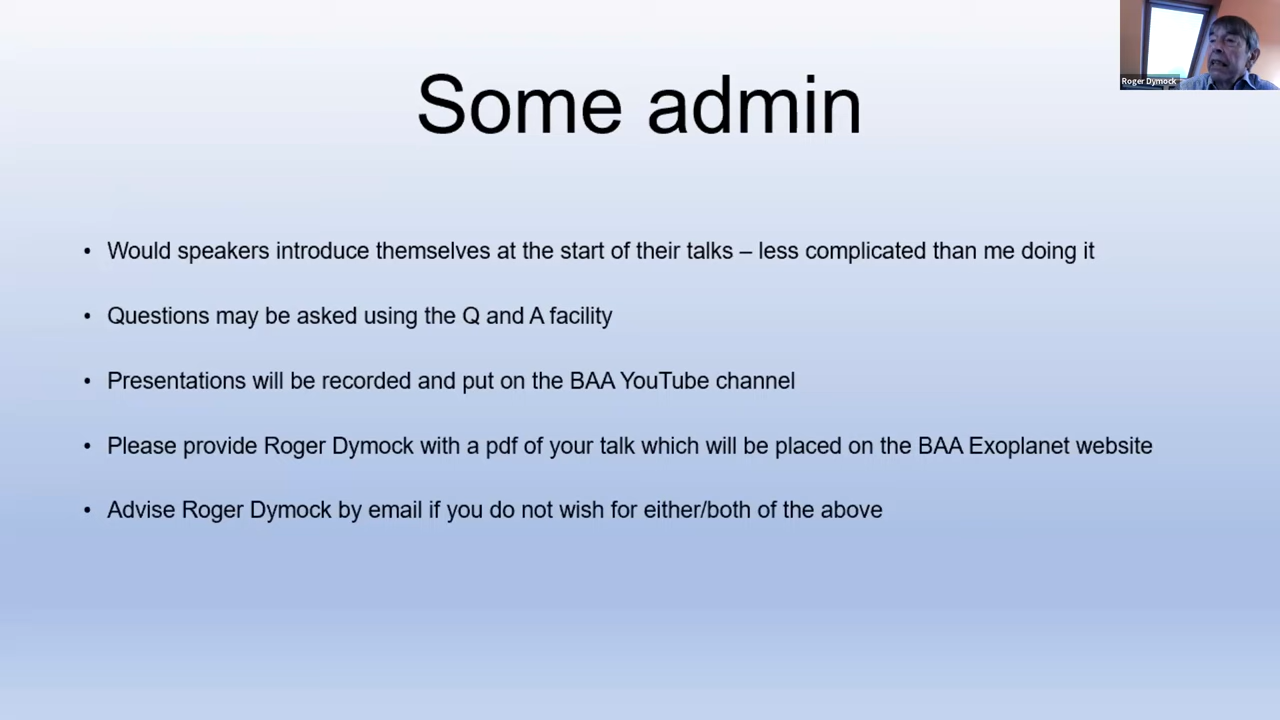 Roger Dymock
Some admin
• Would speakers introduce themselves at the start of their talks – less complicated than me doing it
• Questions may be asked using the Q and A facility
• Presentations will be recorded and put on the BAA YouTube channel
• Please provide Roger Dymock with a pdf of your talk which will be placed on the BAA Exoplanet website
• Advise Roger Dymock by email if you do not wish for either/both of the above